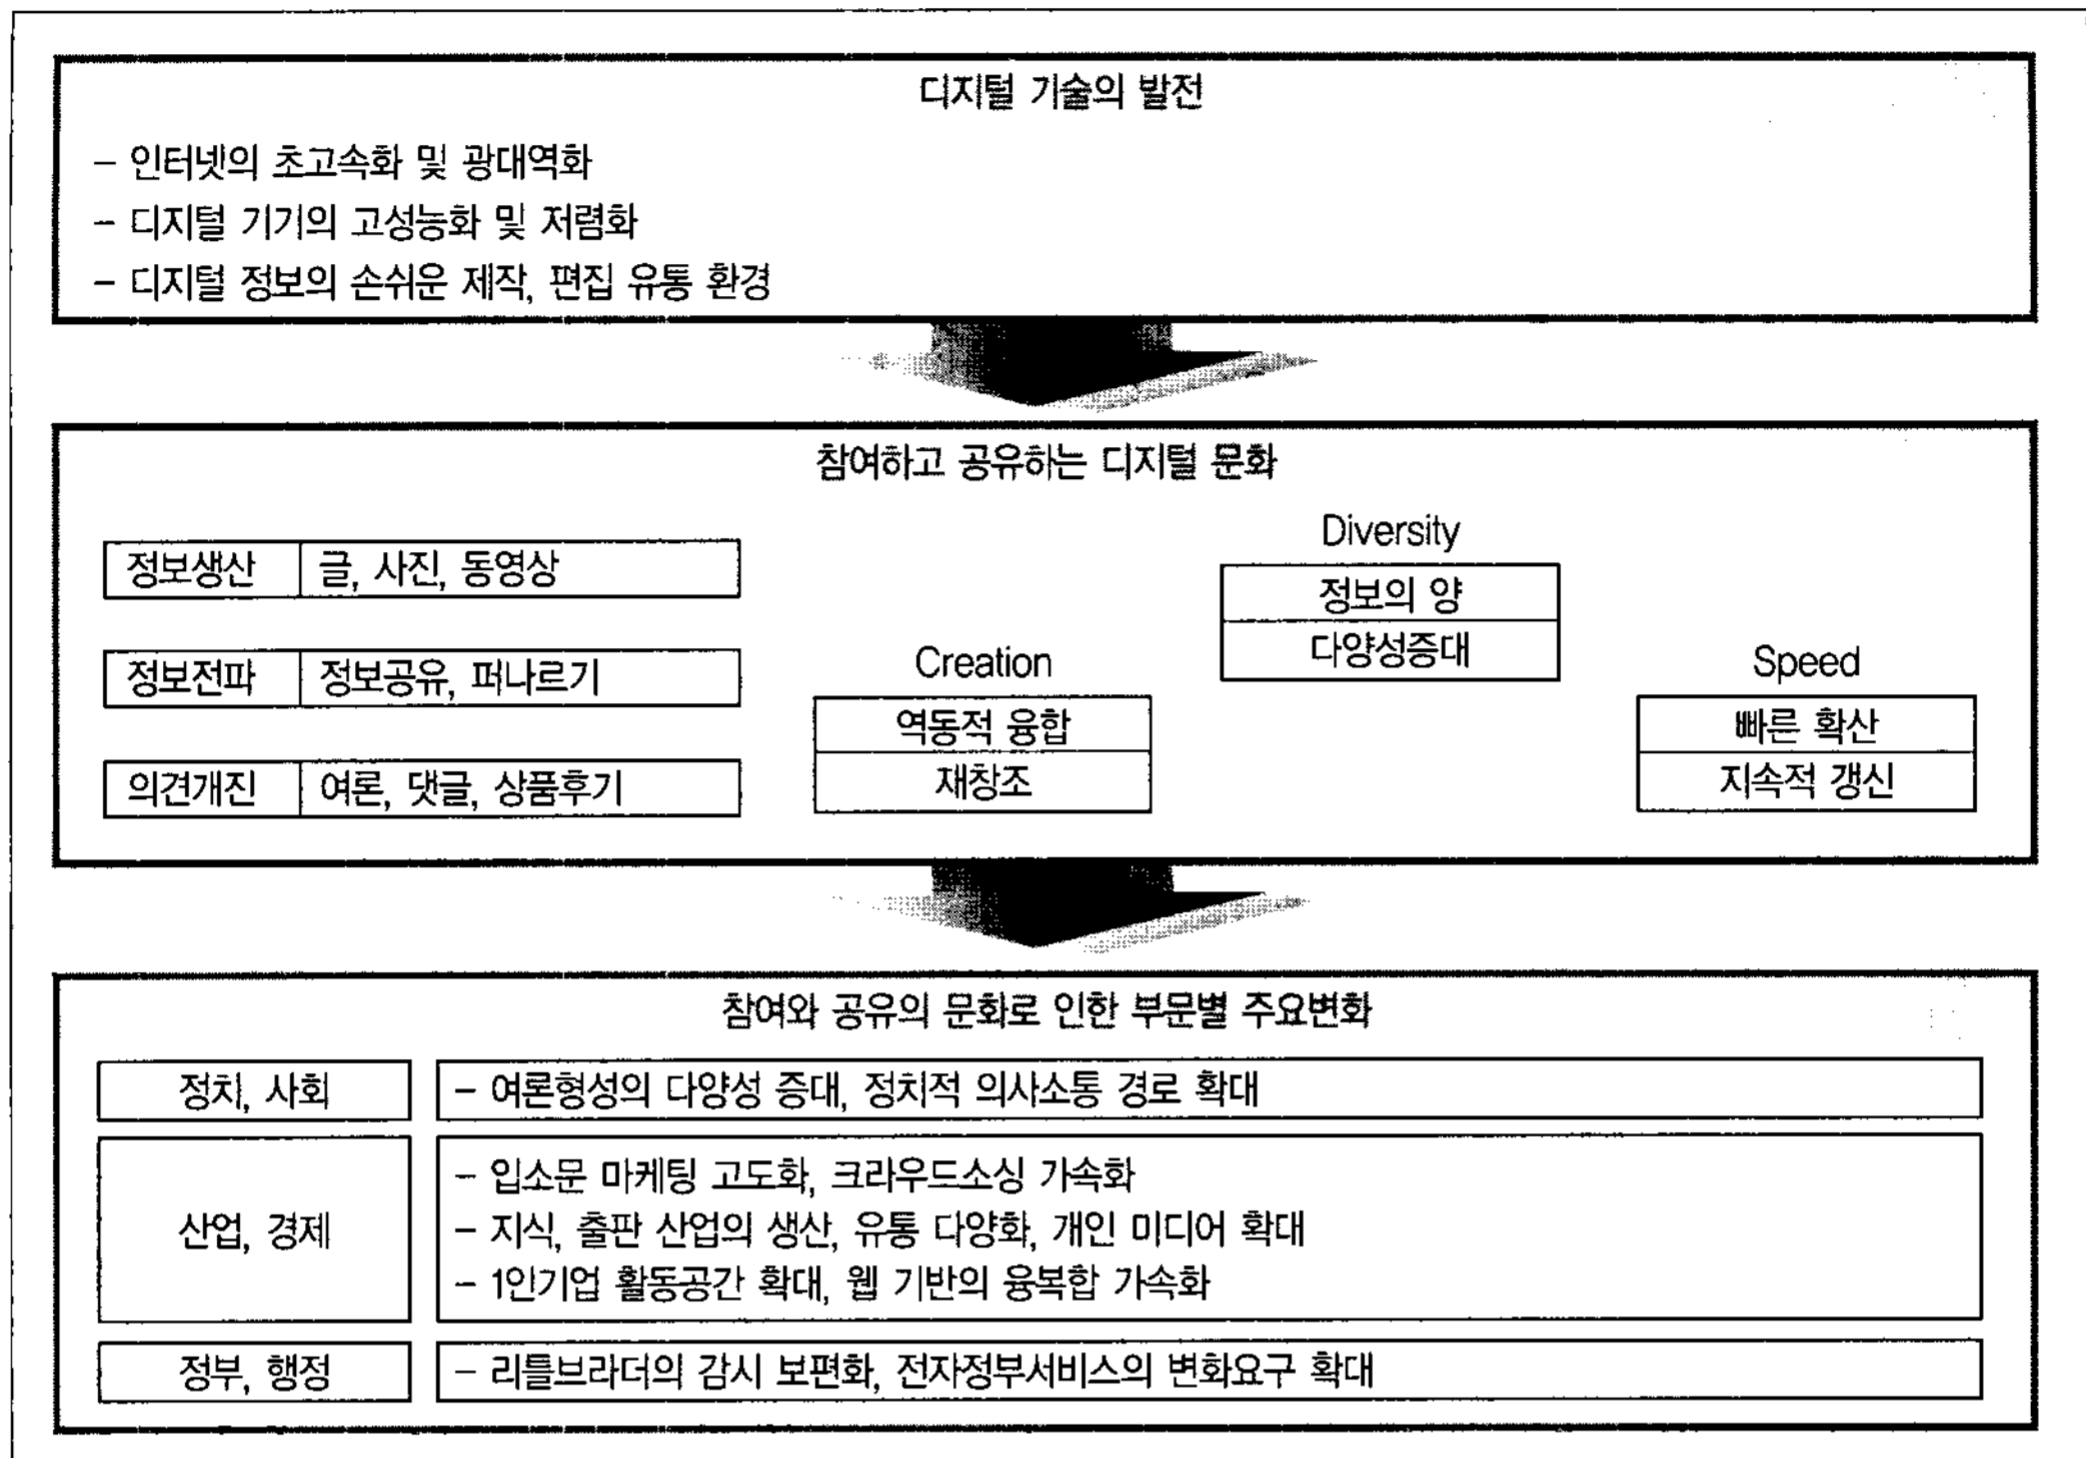 디지털 기술의 발전
– 인터넷의 초고속화 및 광대역화
– 디지털 기기의 고성능화 및 저렴화
– 디지털 정보의 손쉬운 제작, 편집 유통 환경
참여하고 공유하는 디지털 문화
정보생산 글, 사진, 동영상
정보전파 정보공유, 퍼나르기
의견개진 여론, 댓글, 상품후기
Creation
역동적 융합
재창조
Diversity
정보의 양
다양성증대
Speed
빠른 확산
지속적 갱신
참여와 공유의 문화로 인한 부문별 주요변화
정치, 사회
– 여론형성의 다양성 증대, 정치적 의사소통 경로 확대
산업, 경제
– 입소문 마케팅 고도화, 크라우드소싱 가속화
– 지식, 출판 산업의 생산, 유통 다양화, 개인 미디어 확대
– 1인기업 활동공간 확대, 웹 기반의 융복합 가속화
정부, 행정
– 리틀브라더의 감시 보편화, 전자정부서비스의 변화요구 확대